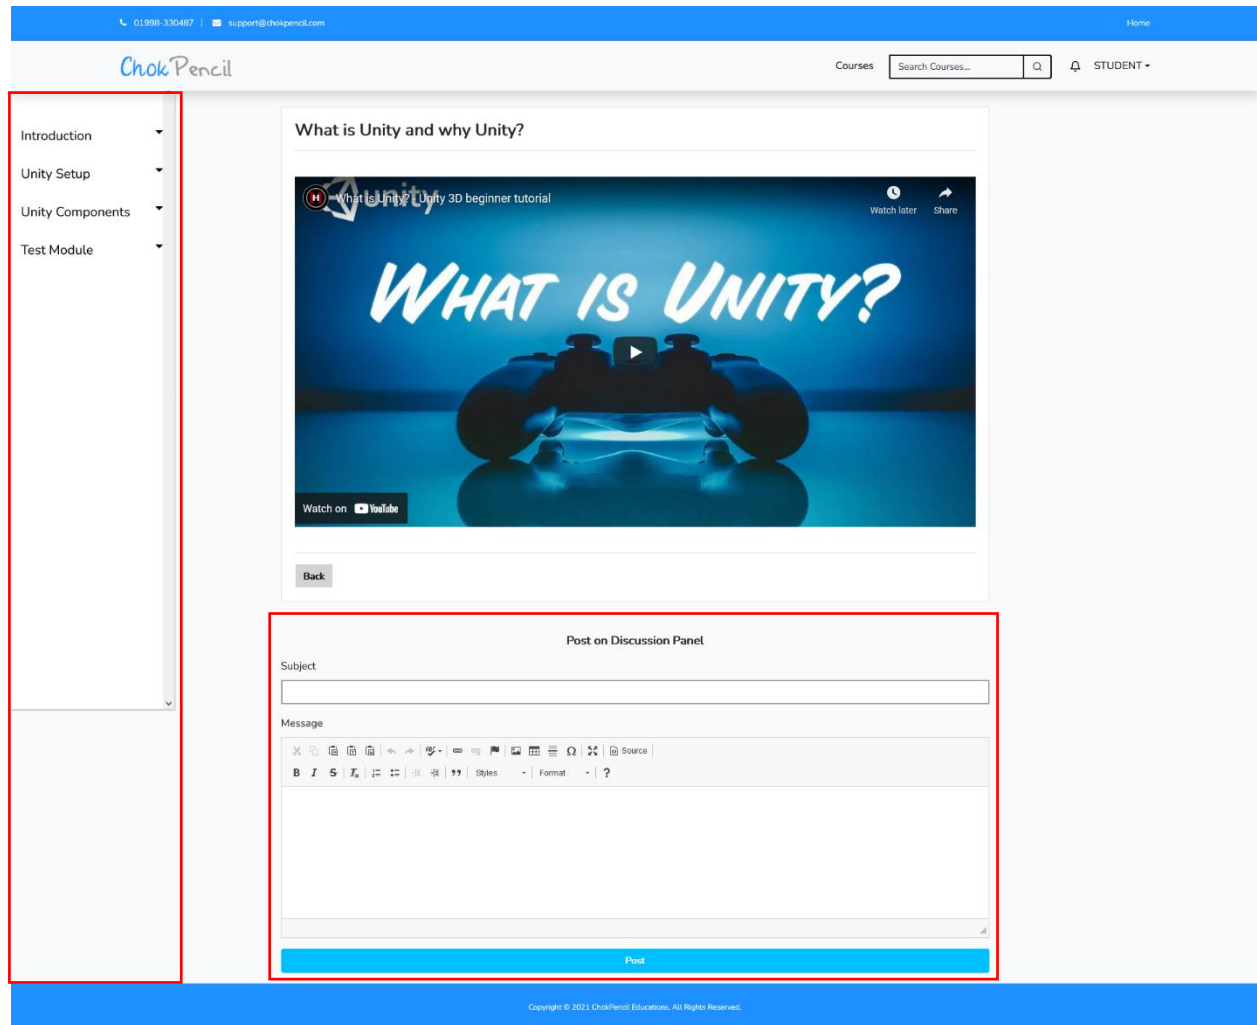 01998-330487 | support@chokpencil.com
Home
ChokPencil
Courses
Search Courses...
STUDENT
Introduction
Unity Setup
Unity Components
Test Module
What is Unity and why Unity?
unity
H
What is Unity? - Unity 3D beginner tutorial
Watch later
Share
WHAT IS UNITY?
Watch on YouTube
Back
Post on Discussion Panel
Subject
Message
Ω Source
B I S Ix Styles Format ?
Post
Copyright © 2021 ChokPencil Educations. All Rights Reserved.